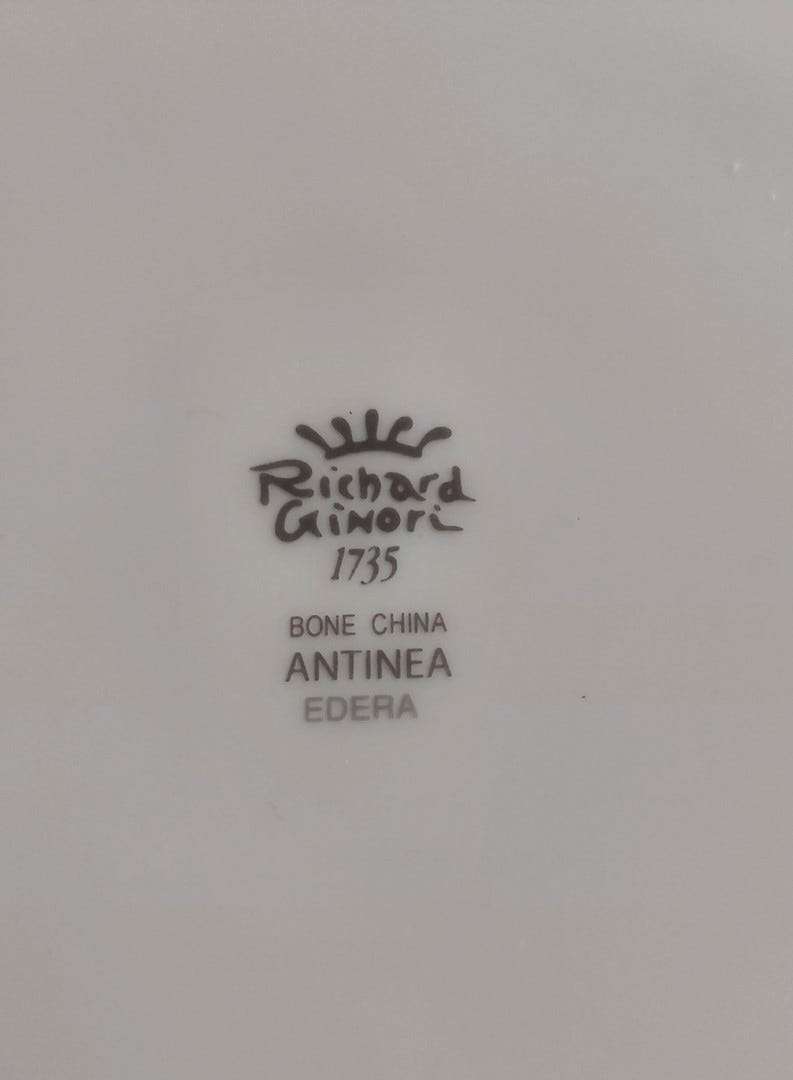 Richard
Ginori
1735
BONE CHINA
ANTINEA
EDERA